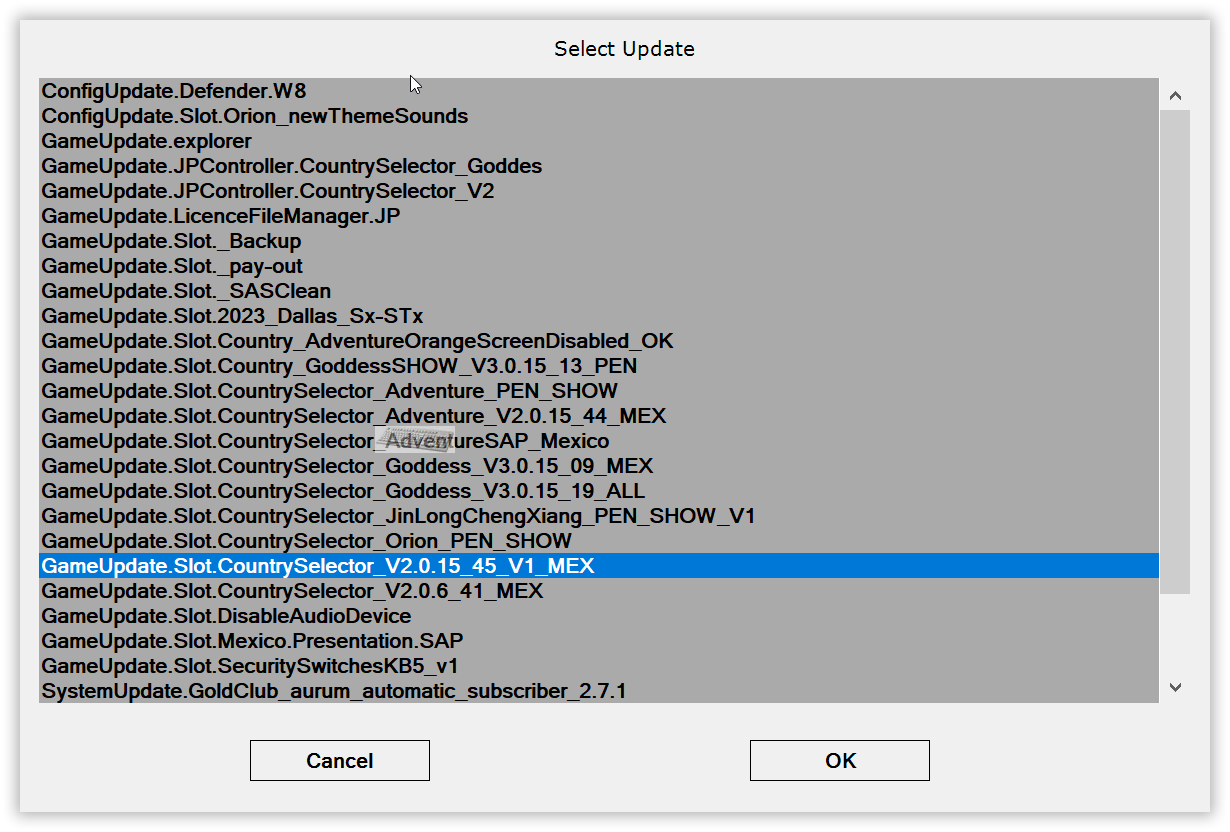 Select Update
ConfigUpdate.Defender.W8
ConfigUpdate.Slot.Orion_newThemeSounds
GameUpdate.explorer
GameUpdate.JPController.CountrySelector_Goddes
GameUpdate.JPController.CountrySelector_V2
GameUpdate.LicenceFileManager.JP
GameUpdate.Slot._Backup
GameUpdate.Slot._pay-out
GameUpdate.Slot._SASClean
GameUpdate.Slot.2023_Dallas_Sx-STx
GameUpdate.Slot.Country_AdventureOrangeScreenDisabled_OK
GameUpdate.Slot.Country_GoddessSHOW_V3.0.15_13_PEN
GameUpdate.Slot.CountrySelector_Adventure_PEN_SHOW
GameUpdate.Slot.CountrySelector_Adventure_V2.0.15_44_MEX
GameUpdate.Slot.CountrySelector_AdventureSAP_Mexico
GameUpdate.Slot.CountrySelector_Goddess_V3.0.15_09_MEX
GameUpdate.Slot.CountrySelector_Goddess_V3.0.15_19_ALL
GameUpdate.Slot.CountrySelector_JinLongChengXiang_PEN_SHOW_V1
GameUpdate.Slot.CountrySelector_Orion_PEN_SHOW
GameUpdate.Slot.CountrySelector_V2.0.15_45_V1_MEX
GameUpdate.Slot.CountrySelector_V2.0.6_41_MEX
GameUpdate.Slot.DisableAudioDevice
GameUpdate.Slot.Mexico.Presentation.SAP
GameUpdate.Slot.SecuritySwitchesKB5_v1
SystemUpdate.GoldClub_aurum_automatic_subscriber_2.7.1
Cancel
OK